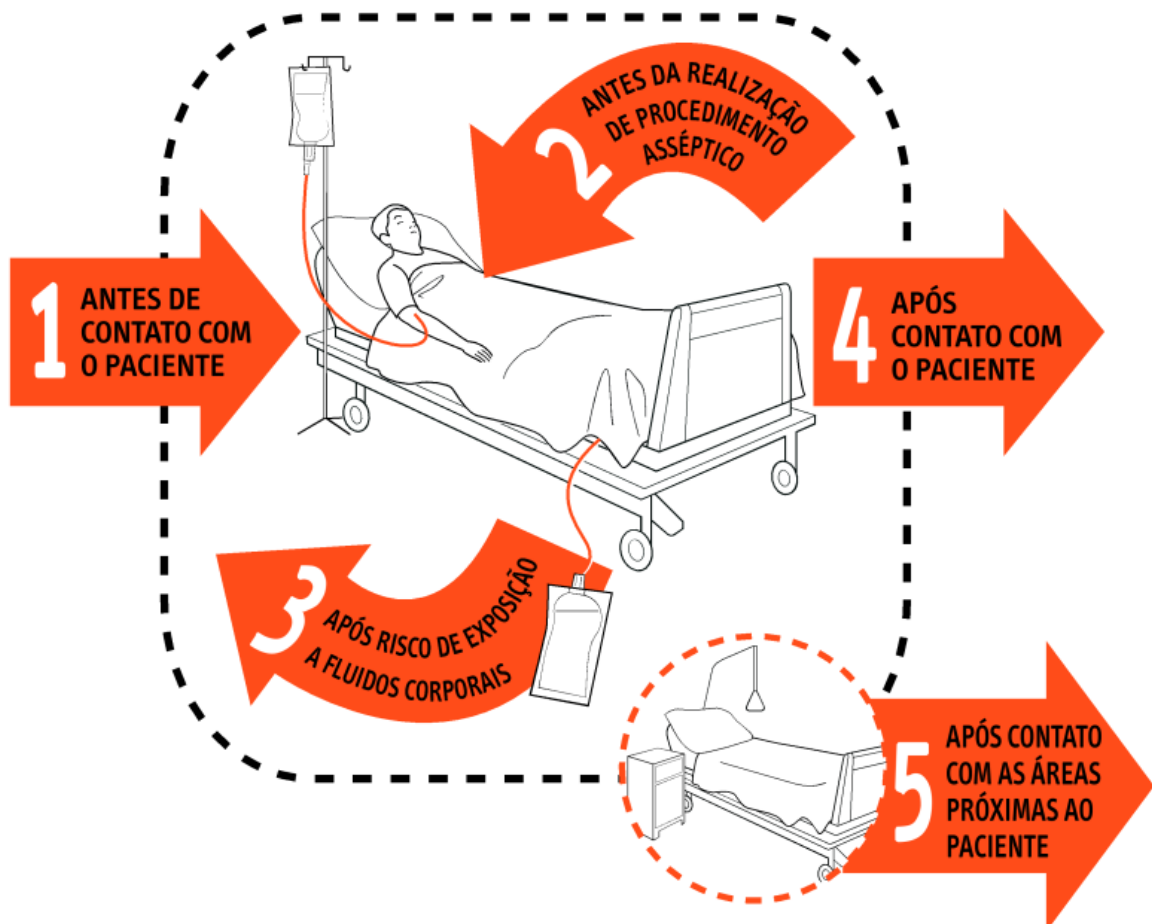 1
ANTES DE
CONTATO COM
O PACIENTE
2
ANTES DA REALIZAÇÃO
DE PROCEDIMENTO
ASSÉPTICO
3
APÓS RISCO DE EXPOSIÇÃO
A FLUIDOS CORPORAIS
4
APÓS
CONTATO COM
O PACIENTE
5
APÓS CONTATO
COM AS ÁREAS
PRÓXIMAS AO
PACIENTE